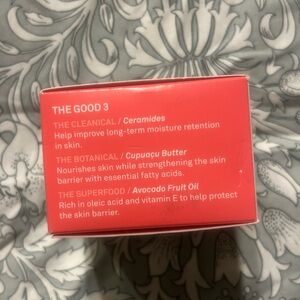 THE GOOD 3
THE CLEANICAL / Ceramides
Help improve long-term moisture retention
in skin.
THE BOTANICAL / Cupuaçu Butter
Nourishes skin while strengthening the skin
barrier with essential fatty acids.
THE SUPERFOOD / Avocado Fruit Oil
Rich in oleic acid and vitamin E to help protect
the skin barrier.